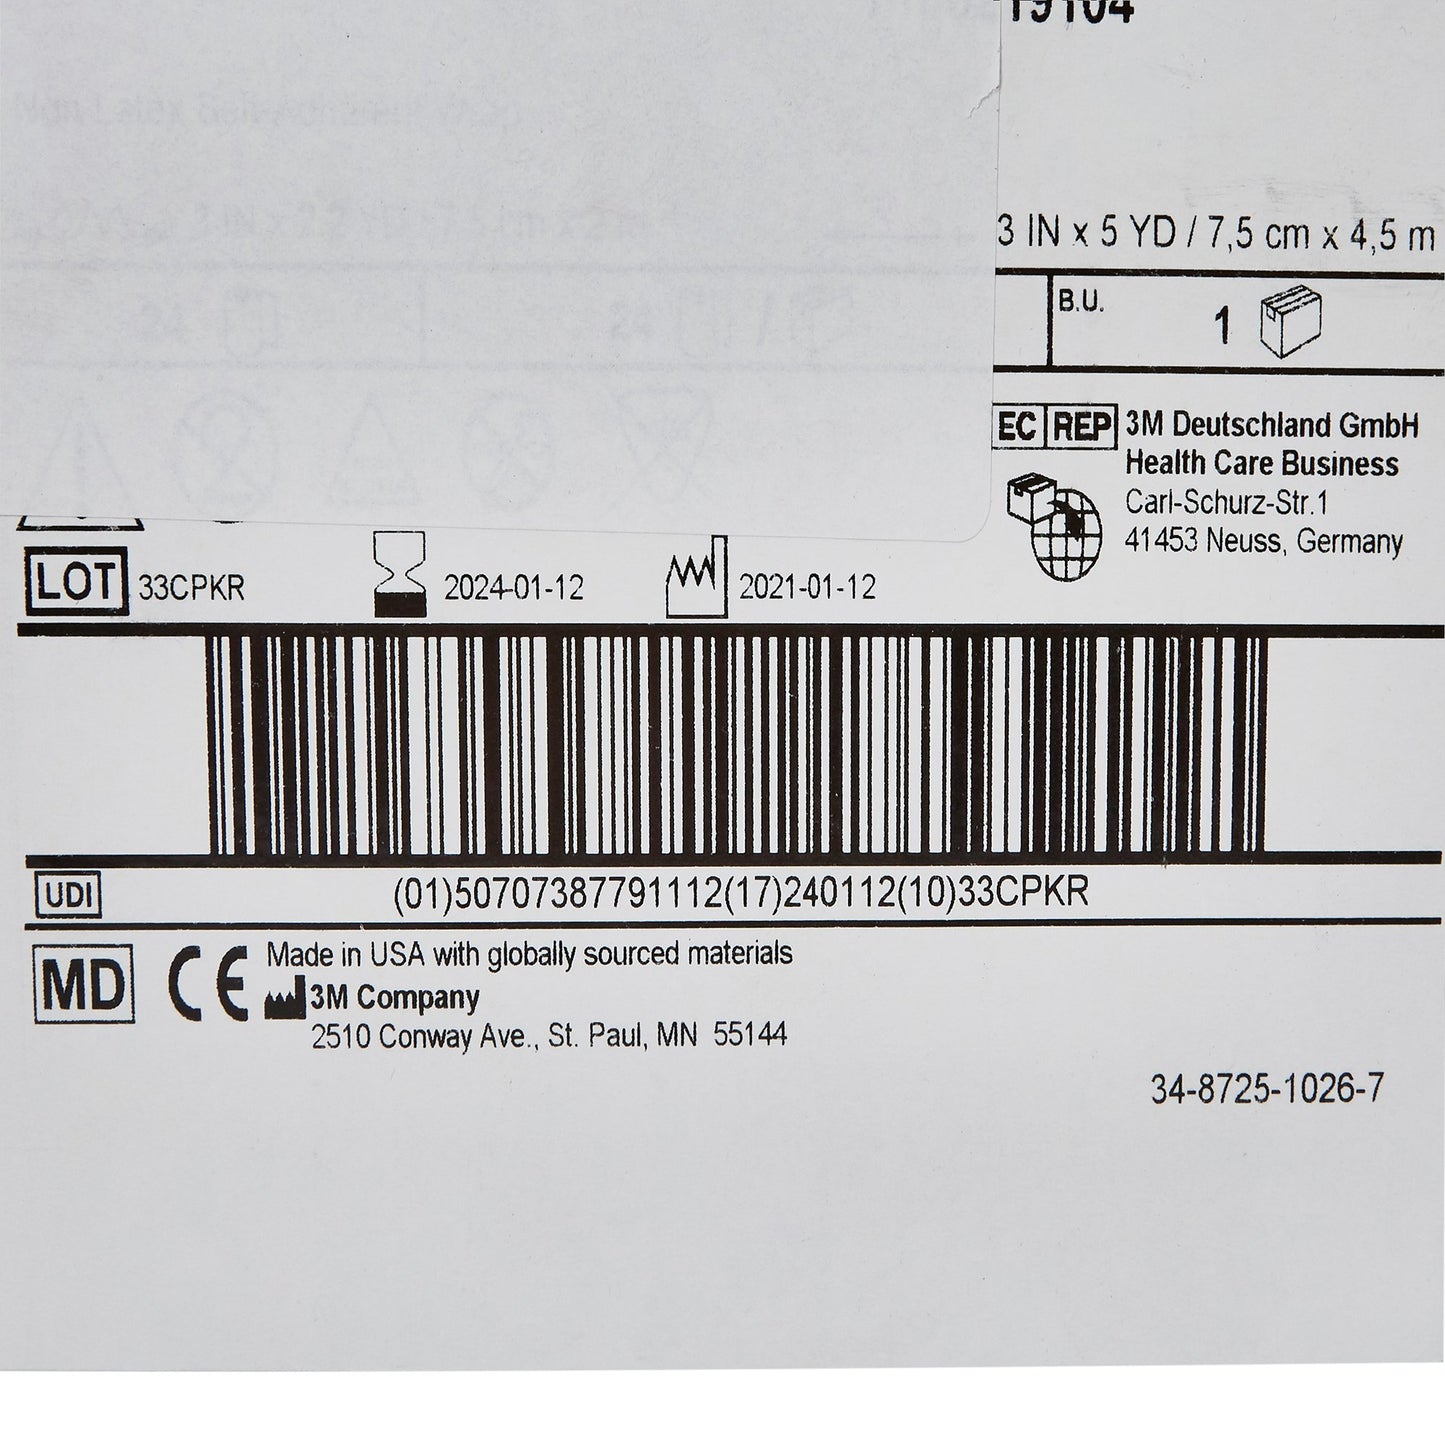 3 IN x 5 YD / 7,5 cm x 4,5 m
B.U.
1
EC REP
3M Deutschland GmbH
Health Care Business
Carl-Schurz-Str.1
41453 Neuss, Germany
LOT 33CPKR 2024-01-12 2021-01-12
UDI (01)50707387791112(17)240112(10)33CPKR
MD CE Made in USA with globally sourced materials
3M Company
2510 Conway Ave., St. Paul, MN 55144
34-8725-1026-7